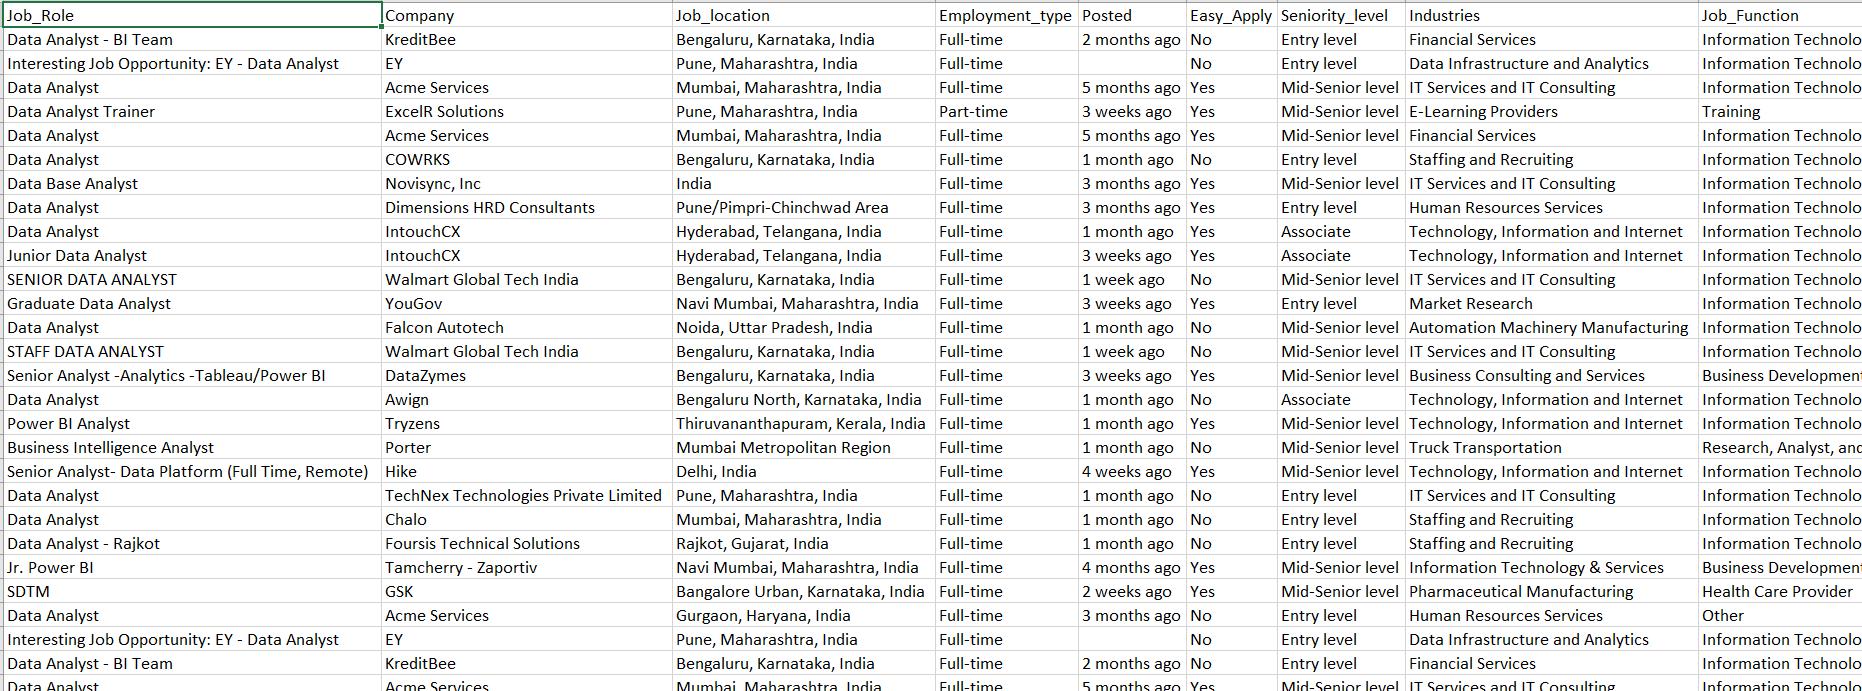 Job_Role Company Job_location Employment_type Posted Easy_Apply Seniority_level Industries Job_Function
Data Analyst - BI Team KreditBee Bengaluru, Karnataka, India Full-time 2 months ago No Entry level Financial Services Information Technolo
Interesting Job Opportunity: EY - Data Analyst EY Pune, Maharashtra, India Full-time No Entry level Data Infrastructure and Analytics Information Technolo
Data Analyst Acme Services Mumbai, Maharashtra, India Full-time 5 months ago Yes Mid-Senior level IT Services and IT Consulting Information Technolo
Data Analyst Trainer ExcelR Solutions Pune, Maharashtra, India Part-time 3 weeks ago Yes Mid-Senior level E-Learning Providers Training
Data Analyst Acme Services Mumbai, Maharashtra, India Full-time 5 months ago Yes Mid-Senior level Financial Services Information Technolo
Data Analyst COWRKS Bengaluru, Karnataka, India Full-time 1 month ago No Entry level Staffing and Recruiting Information Technolo
Data Base Analyst Novisync, Inc India Full-time 3 months ago Yes Mid-Senior level IT Services and IT Consulting Information Technolo
Data Analyst Dimensions HRD Consultants Pune/Pimpri-Chinchwad Area Full-time 3 months ago Yes Entry level Human Resources Services Information Technolo
Data Analyst IntouchCX Hyderabad, Telangana, India Full-time 1 month ago Yes Associate Technology, Information and Internet Information Technolo
Junior Data Analyst IntouchCX Hyderabad, Telangana, India Full-time 3 weeks ago Yes Associate Technology, Information and Internet Information Technolo
SENIOR DATA ANALYST Walmart Global Tech India Bengaluru, Karnataka, India Full-time 1 week ago No Mid-Senior level IT Services and IT Consulting Information Technolo
Graduate Data Analyst YouGov Navi Mumbai, Maharashtra, India Full-time 3 weeks ago Yes Entry level Market Research Information Technolo
Data Analyst Falcon Autotech Noida, Uttar Pradesh, India Full-time 1 month ago No Mid-Senior level Automation Machinery Manufacturing Information Technolo
STAFF DATA ANALYST Walmart Global Tech India Bengaluru, Karnataka, India Full-time 1 week ago No Mid-Senior level IT Services and IT Consulting Information Technolo
Senior Analyst -Analytics -Tableau/Power BI DataZymes Bengaluru, Karnataka, India Full-time 3 weeks ago Yes Mid-Senior level Business Consulting and Services Business Development
Data Analyst Awign Bengaluru North, Karnataka, India Full-time 1 month ago No Associate Technology, Information and Internet Information Technolo
Power BI Analyst Tryzens Thiruvananthapuram, Kerala, India Full-time 1 month ago Yes Mid-Senior level Technology, Information and Internet Information Technolo
Business Intelligence Analyst Porter Mumbai Metropolitan Region Full-time 1 month ago No Mid-Senior level Truck Transportation Research, Analyst, and
Senior Analyst- Data Platform (Full Time, Remote) Hike Delhi, India Full-time 4 weeks ago Yes Mid-Senior level Technology, Information and Internet Information Technolo
Data Analyst TechNex Technologies Private Limited Pune, Maharashtra, India Full-time 1 month ago No Entry level IT Services and IT Consulting Information Technolo
Data Analyst Chalo Mumbai, Maharashtra, India Full-time 1 month ago No Entry level Staffing and Recruiting Information Technolo
Data Analyst - Rajkot Foursis Technical Solutions Rajkot, Gujarat, India Full-time 1 month ago No Entry level Staffing and Recruiting Information Technolo
Jr. Power BI Tamcherry - Zaportiv Navi Mumbai, Maharashtra, India Full-time 4 months ago Yes Mid-Senior level Information Technology & Services Business Development
SDTM GSK Bangalore Urban, Karnataka, India Full-time 2 weeks ago Yes Mid-Senior level Pharmaceutical Manufacturing Health Care Provider
Data Analyst Acme Services Gurgaon, Haryana, India Full-time 3 months ago No Entry level Human Resources Services Other
Interesting Job Opportunity: EY - Data Analyst EY Pune, Maharashtra, India Full-time No Entry level Data Infrastructure and Analytics Information Technolo
Data Analyst - BI Team KreditBee Bengaluru, Karnataka, India Full-time 2 months ago No Entry level Financial Services Information Technolo
Data Analyst Acme Services Mumbai, Maharashtra, India Full-time 5 months ago Yes Mid-Senior level IT Services and IT Consulting Information Technolo